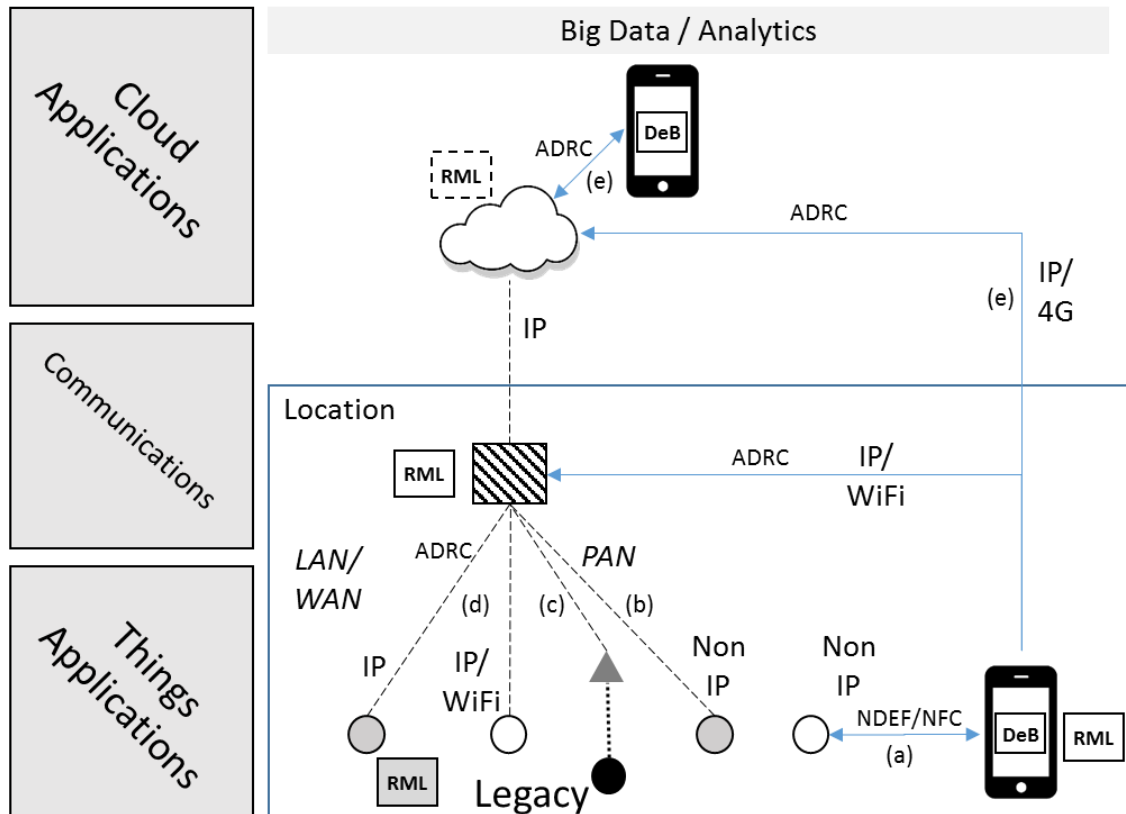 Cloud
Applications
Communications
Things
Applications
Big Data / Analytics
DeB
ADRC
(e)
RML
ADRC
IP/
4G
(e)
IP
Location
RML
ADRC
IP/
WiFi
LAN/
WAN
ADRC
PAN
(d)
(c)
(b)
IP
IP/
WiFi
Non
IP
Non
IP
NDEF/NFC
(a)
DeB
RML
RML
Legacy